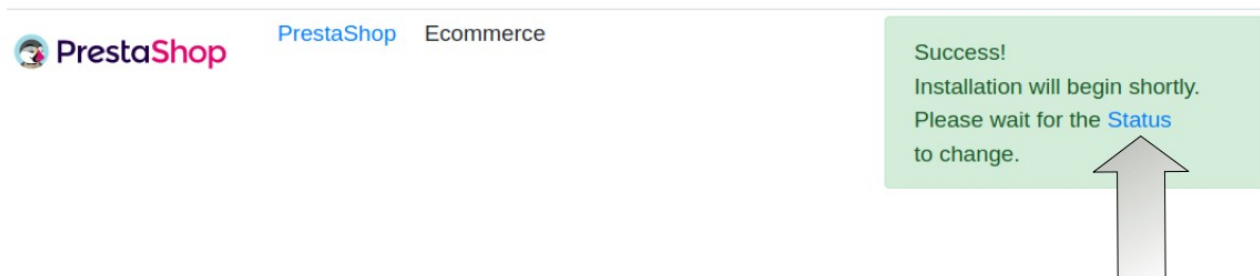 PrestaShop
PrestaShop Ecommerce
Success!
Installation will begin shortly.
Please wait for the Status
to change.